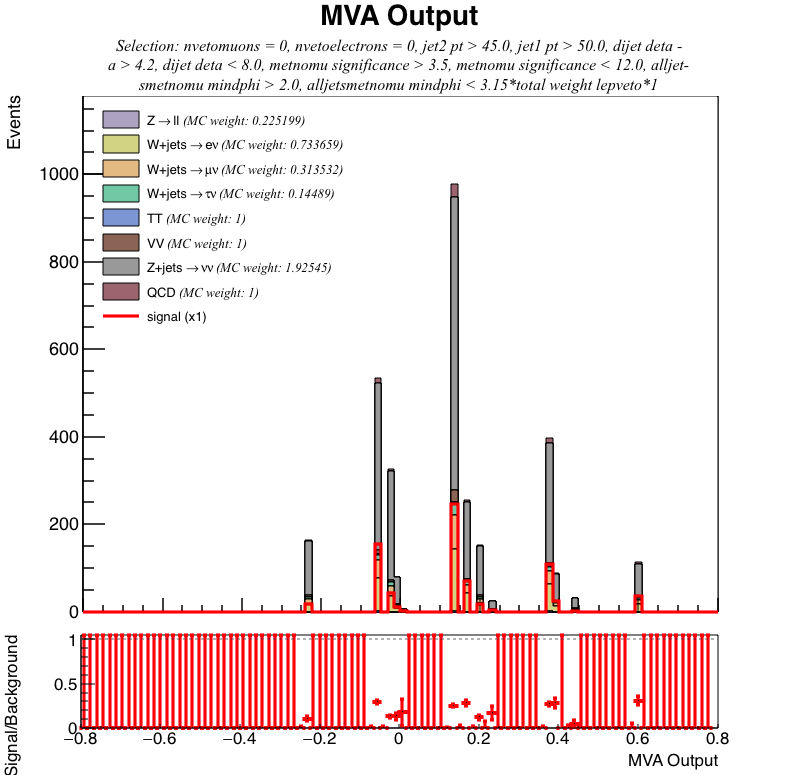 MVA Output
Selection: nvetomuons = 0, nvetoelectrons = 0, jet2 pt > 45.0, jet1 pt > 50.0, dijet deta -
a > 4.2, dijet deta < 8.0, metnomu significance > 3.5, metnomu significance < 12.0, alljet-
smetnomu mindphi > 2.0, alljetsmetnomu mindphi < 3.15*total weight lepveto*1
Events
1000
800
600
400
200
0
Z→ll (MC weight: 0.225199)
W+jets→eν (MC weight: 0.733659)
W+jets→μν (MC weight: 0.313532)
W+jets→τν (MC weight: 0.14489)
TT (MC weight: 1)
VV (MC weight: 1)
Z+jets→νν (MC weight: 1.92545)
QCD (MC weight: 1)
signal (x1)
Signal/Background
1
0.5
0
−0.8 −0.6 −0.4 −0.2 0 0.2 0.4 0.6 0.8
MVA Output